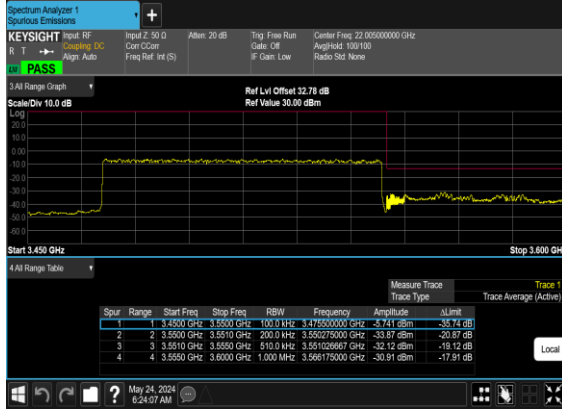 Spectrum Analyzer 1
Spurious Emissions
KEYSIGHT Input: RF Input Z: 50 Ω Atten: 20 dB Trig: Free Run Center Freq: 22.005000000 GHz
R T Coupling: DC Corr CCorr Gate: Off Avg|Hold: 100/100
Align: Auto Freq Ref: Int (S) IF Gain: Low Radio Std: None
PASS
3 All Range Graph
Ref Lvl Offset 32.78 dB
Scale/Div 10.0 dB Ref Value 30.00 dBm
Log
20.0
10.0
0.00
-10.0
-20.0
-30.0
-40.0
-50.0
-60.0
Start 3.450 GHz Stop 3.600 GH
4 All Range Table
Measure Trace Trace 1
Trace Type Trace Average (Active)
Spur Range Start Freq Stop Freq RBW Frequency Amplitude ΔLimit
1 1 3.4500 GHz 3.5500 GHz 100.0 kHz 3.475500000 GHz -5.741 dBm -35.74 dB
2 2 3.5500 GHz 3.5510 GHz 200.0 kHz 3.550275000 GHz -33.87 dBm -20.87 dB
3 3 3.5510 GHz 3.5550 GHz 510.0 kHz 3.551026667 GHz -32.12 dBm -19.12 dB
4 4 3.5550 GHz 3.6000 GHz 1.000 MHz 3.566175000 GHz -30.91 dBm -17.91 dB
Local
? May 24, 2024
6:24:07 AM